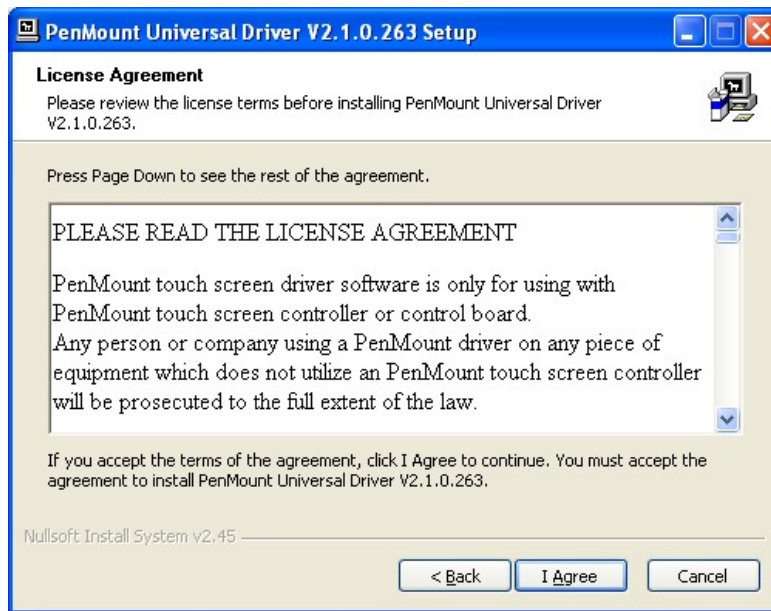 PenMount Universal Driver V2.1.0.263 Setup
License Agreement
Please review the license terms before installing PenMount Universal Driver
V2.1.0.263.
Press Page Down to see the rest of the agreement.
PLEASE READ THE LICENSE AGREEMENT
PenMount touch screen driver software is only for using with
PenMount touch screen controller or control board.
Any person or company using a PenMount driver on any piece of
equipment which does not utilize an PenMount touch screen controller
will be prosecuted to the full extent of the law.
If you accept the terms of the agreement, click I Agree to continue. You must accept the
agreement to install PenMount Universal Driver V2.1.0.263.
Nullsoft Install System v2.45
< Back I Agree Cancel